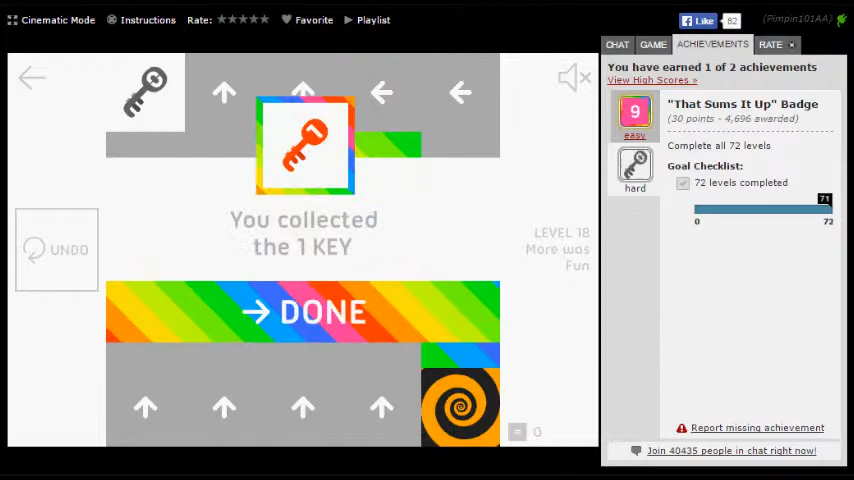 Cinematic Mode Instructions Rate: Favorite Playlist
Like 82 (Pimpin101AA)
CHAT GAME ACHIEVEMENTS RATE ×
You have earned 1 of 2 achievements
View High Scores »
9
easy
hard
"That Sums It Up" Badge
(30 points - 4,696 awarded)
Complete all 72 levels
Goal Checklist:
72 levels completed
71
0 72
Report missing achievement
Join 40435 people in chat right now!
1
You collected
the 1 KEY
UNDO
LEVEL 18
More was
Fun
→ DONE
= 0